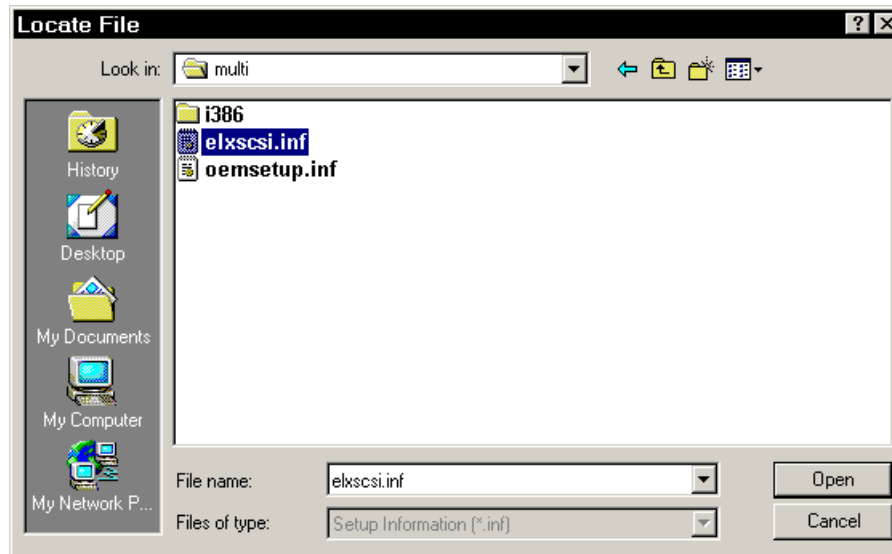 Locate File
Look in: multi
i386
elxscsi.inf
oemsetup.inf
History
Desktop
My Documents
My Computer
My Network P...
File name: elxscsi.inf Open
Files of type: Setup Information (*.inf) Cancel